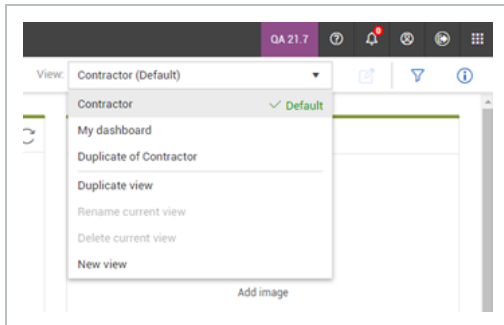 QA 21.7
View: Contractor (Default)
Contractor Default
My dashboard
Duplicate of Contractor
Duplicate view
Rename current view
Delete current view
New view
Add image